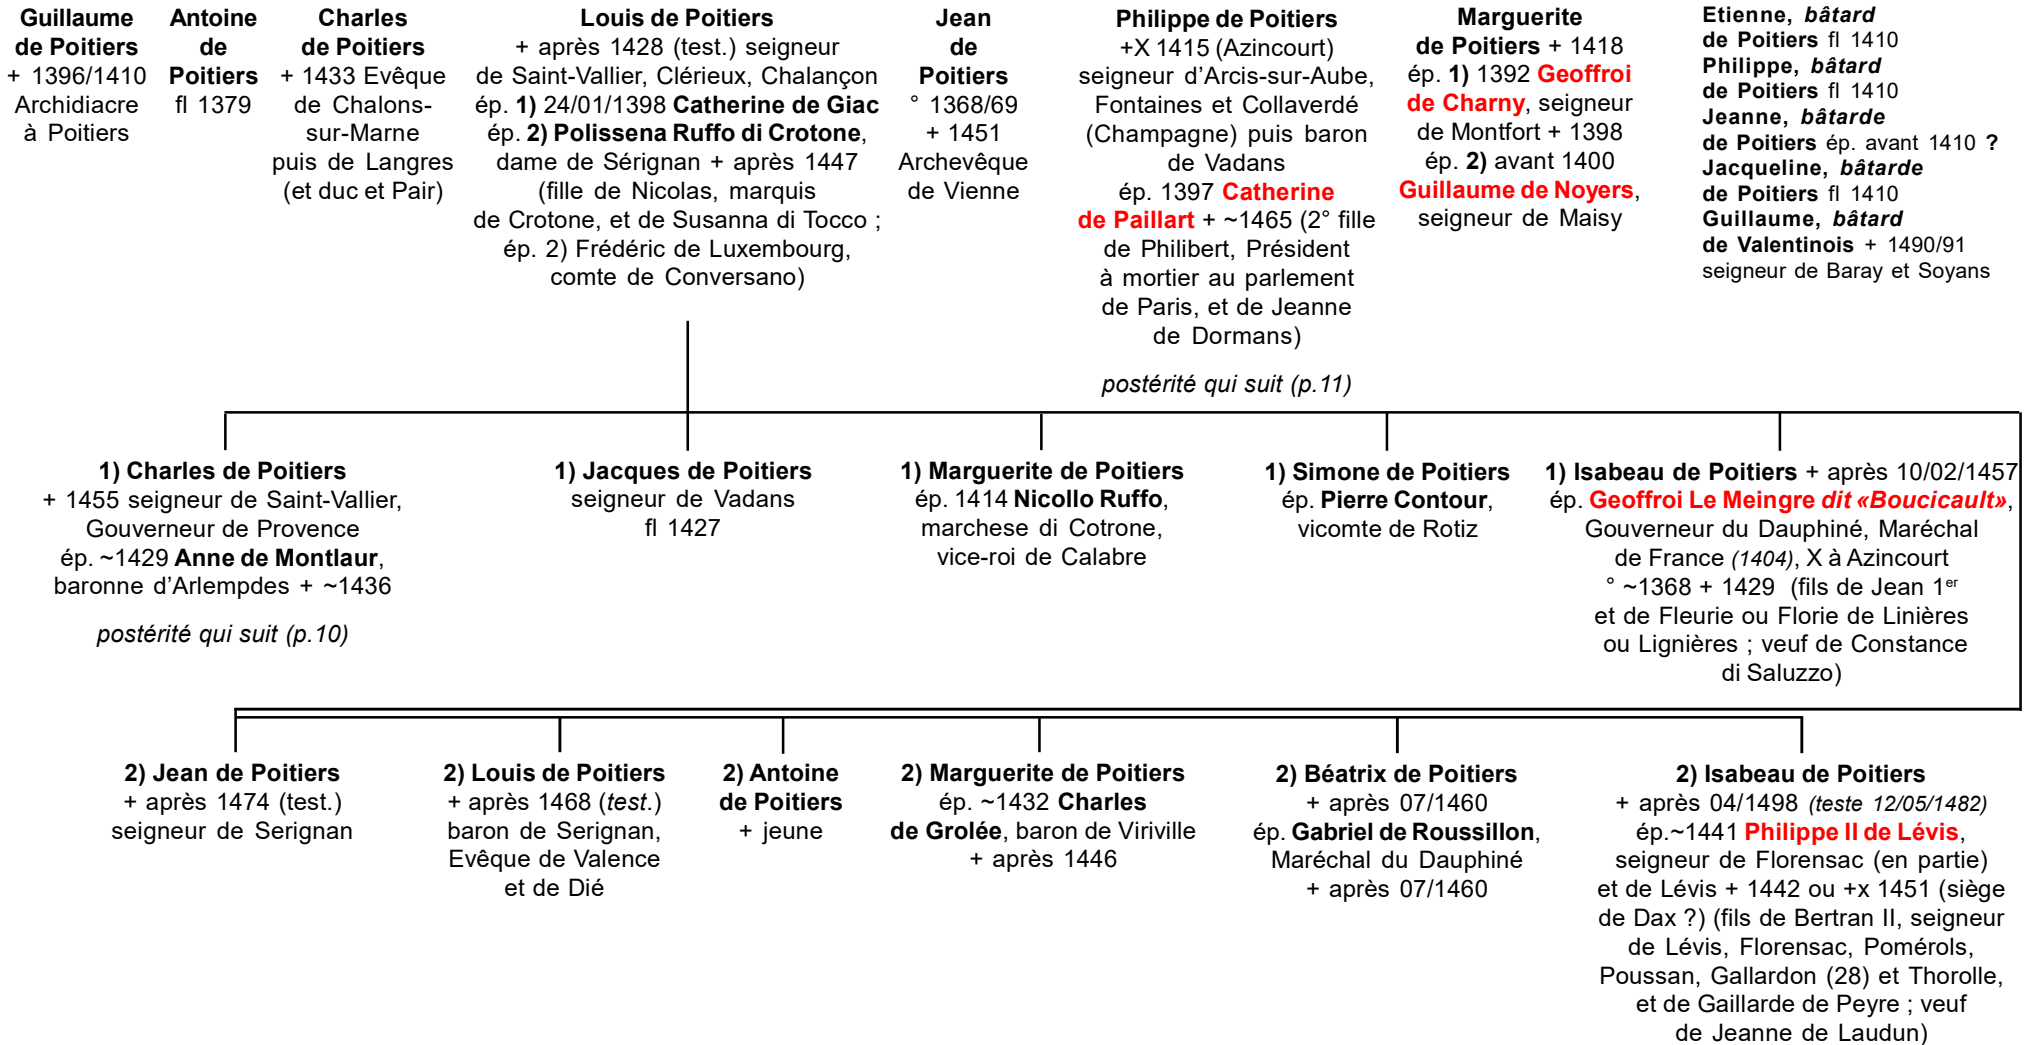 Guillaume
de Poitiers
+ 1396/1410
Archidiacre
à Poitiers
Antoine
de
Poitiers
fl 1379
Charles
de Poitiers
+ 1433 Evêque
de Chalons-
sur-Marne
puis de Langres
(et duc et Pair)
Louis de Poitiers
+ après 1428 (test.) seigneur
de Saint-Vallier, Clérieux, Chalançon
ép. 1) 24/01/1398 Catherine de Giac
ép. 2) Polissena Ruffo di Crotone,
dame de Sérignan + après 1447
(fille de Nicolas, marquis
de Crotone, et de Susanna di Tocco ;
ép. 2) Frédéric de Luxembourg,
comte de Conversano)
Jean
de
Poitiers
° 1368/69
+ 1451
Archevêque
de Vienne
Philippe de Poitiers
+X 1415 (Azincourt)
seigneur d'Arcis-sur-Aube,
Fontaines et Collaverdé
(Champagne) puis baron
de Vadans
ép. 1397 Catherine
de Paillart + ~1465 (2° fille
de Philibert, Président
à mortier au parlement
de Paris, et de Jeanne
de Dormans)
postérité qui suit (p.11)
Marguerite
de Poitiers + 1418
ép. 1) 1392 Geoffroi
de Charny, seigneur
de Montfort + 1398
ép. 2) avant 1400
Guillaume de Noyers,
seigneur de Maisy
Etienne, bâtard
de Poitiers fl 1410
Philippe, bâtard
de Poitiers fl 1410
Jeanne, bâtarde
de Poitiers ép. avant 1410 ?
Jacqueline, bâtarde
de Poitiers fl 1410
Guillaume, bâtard
de Valentinois + 1490/91
seigneur de Baray et Soyans
1) Charles de Poitiers
+ 1455 seigneur de Saint-Vallier,
Gouverneur de Provence
ép. ~1429 Anne de Montlaur,
baronne d'Arlempdes + ~1436
postérité qui suit (p.10)
1) Jacques de Poitiers
seigneur de Vadans
fl 1427
1) Marguerite de Poitiers
ép. 1414 Nicollo Ruffo,
marchese di Cotrone,
vice-roi de Calabre
1) Simone de Poitiers
ép. Pierre Contour,
vicomte de Rotiz
1) Isabeau de Poitiers + après 10/02/1457
ép. Geoffroi Le Meingre dit «Boucicault»,
Gouverneur du Dauphiné, Maréchal
de France (1404), X à Azincourt
° ~1368 + 1429 (fils de Jean 1er
et de Fleurie ou Florie de Linières
ou Lignières ; veuf de Constance
di Saluzzo)
2) Jean de Poitiers
+ après 1474 (test.)
seigneur de Serignan
2) Louis de Poitiers
+ après 1468 (test.)
baron de Serignan,
Evêque de Valence
et de Dié
2) Antoine
de Poitiers
+ jeune
2) Marguerite de Poitiers
ép. ~1432 Charles
de Grolée, baron de Viriville
+ après 1446
2) Béatrix de Poitiers
+ après 07/1460
ép. Gabriel de Roussillon,
Maréchal du Dauphiné
+ après 07/1460
2) Isabeau de Poitiers
+ après 04/1498 (teste 12/05/1482)
ép.~1441 Philippe II de Lévis,
seigneur de Florensac (en partie)
et de Lévis + 1442 ou +x 1451 (siège
de Dax ?) (fils de Bertran II, seigneur
de Lévis, Florensac, Pomérols,
Poussan, Gallardon (28) et Thorolle,
et de Gaillarde de Peyre ; veuf
de Jeanne de Laudun)